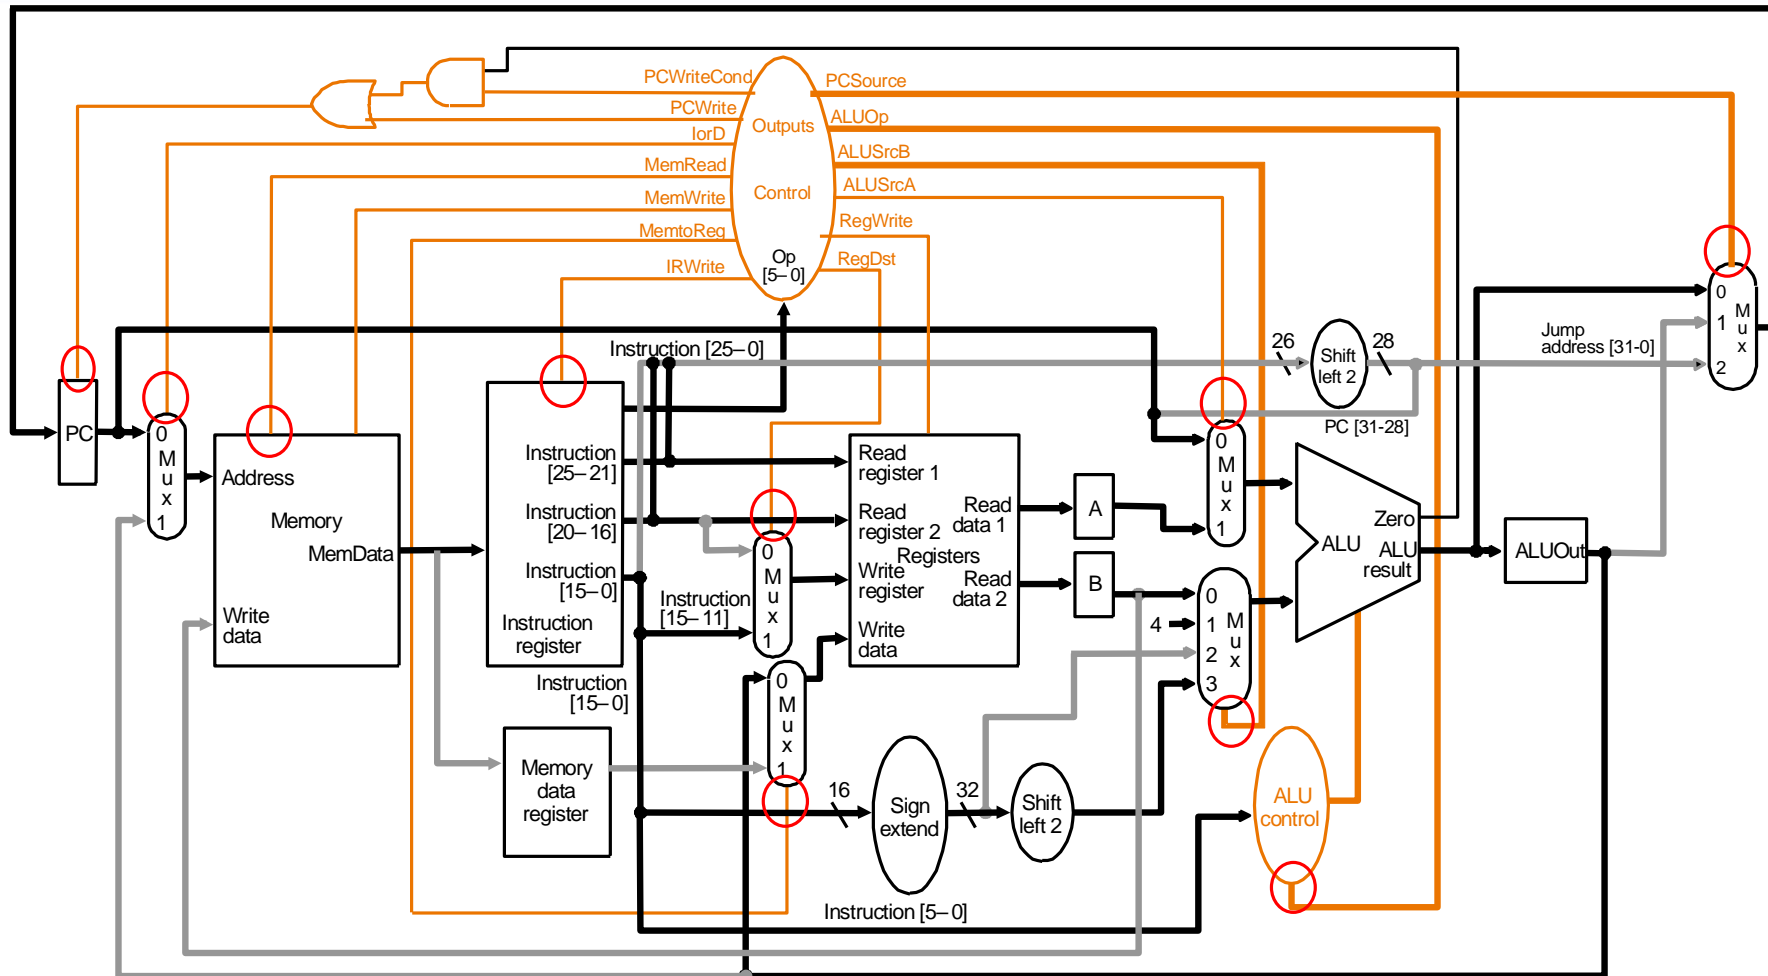 PCWriteCond
PCSource
PCWrite
ALUOp
Outputs
IorD
ALUSrcB
MemRead
ALUSrcA
MemWrite
Control
RegWrite
MemtoReg
Op
[5–0]
RegDst
IRWrite
Instruction [25–0]
26
28
Shift
left 2
Jump
address [31-0]
0
1
2
M
u
x
PC [31-28]
PC
0
M
u
x
1
Address
Memory
MemData
Write
data
Instruction
[25–21]
Instruction
[20–16]
Instruction
[15–0]
Instruction
register
Instruction
[15–11]
0
M
u
x
1
Read
register 1
Read
register 2
Registers
Write
register
Write
data
Read
data 1
Read
data 2
A
B
0
M
u
x
1
4
0
1
2
3
M
u
x
Zero
ALU
ALU
result
ALUOut
Instruction
[15–0]
0
M
u
x
1
Memory
data
register
16
Sign
extend
32
Shift
left 2
ALU
control
Instruction [5–0]